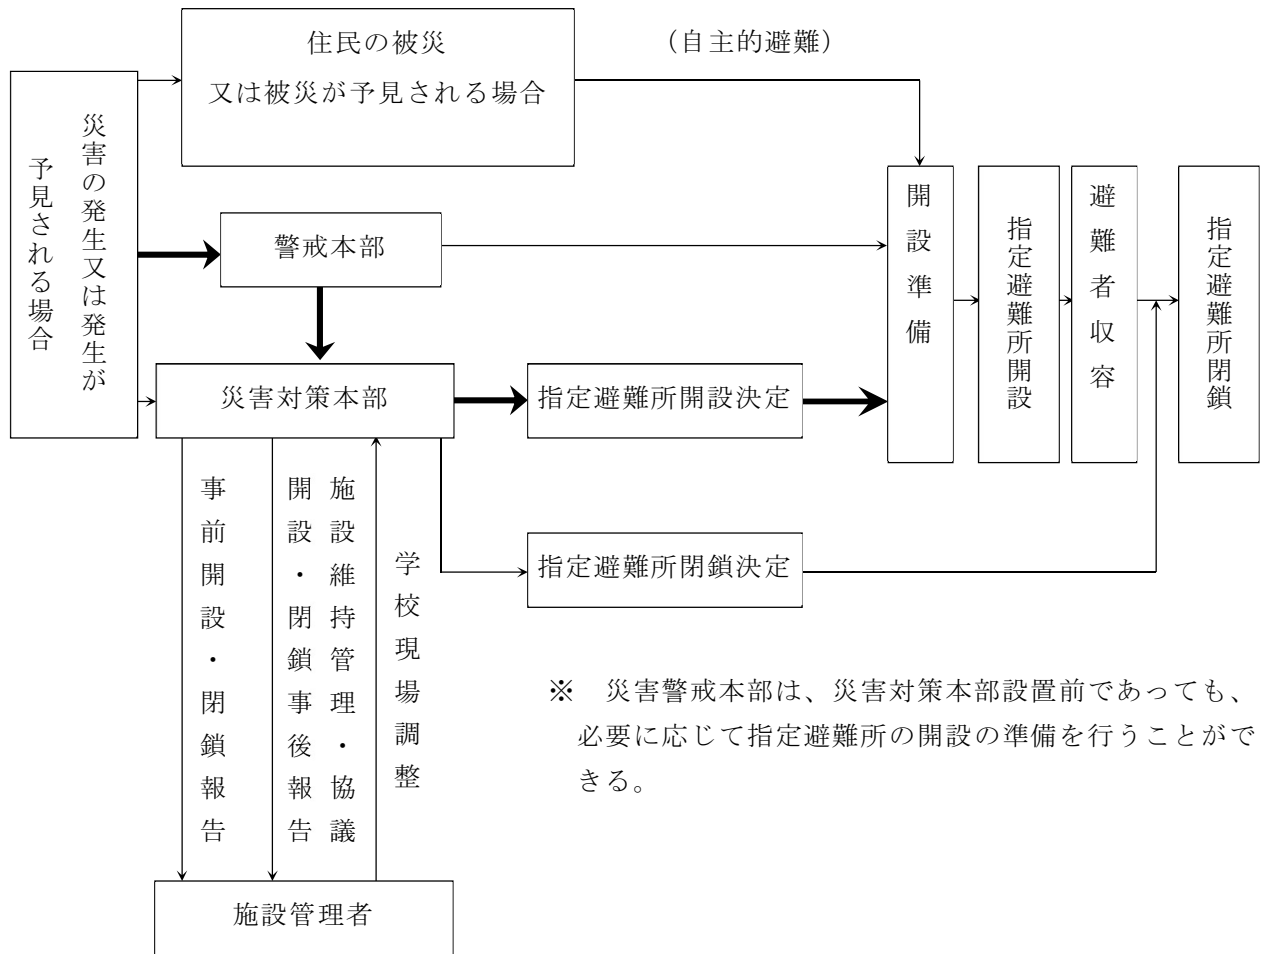 住民の被災
又は被災が予見される場合
（自主的避難）
災害の発生又は発生が
予見される場合
警戒本部
災害対策本部
指定避難所開設決定
開設準備
指定避難所開設
避難者収容
指定避難所閉鎖
指定避難所閉鎖決定
事前開設・閉鎖報告
施設維持管理・協議
開設・閉鎖事後報告
学校現場調整
施設管理者
※　災害警戒本部は、災害対策本部設置前であっても、
必要に応じて指定避難所の開設の準備を行うことがで
きる。